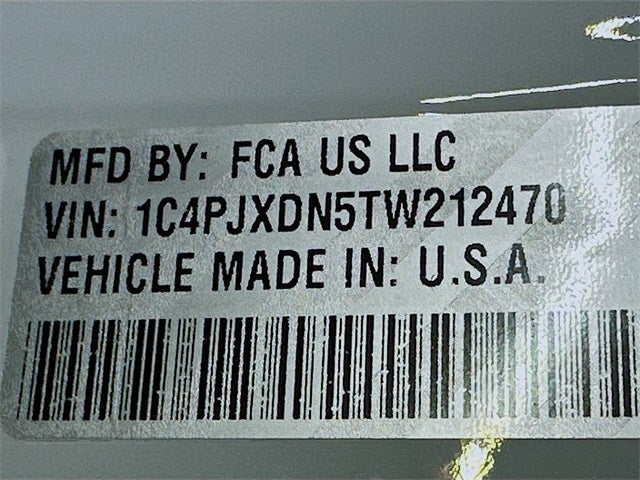 MFD BY: FCA US LLC
VIN: 1C4PJXDN5TW212470
VEHICLE MADE IN: U.S.A.